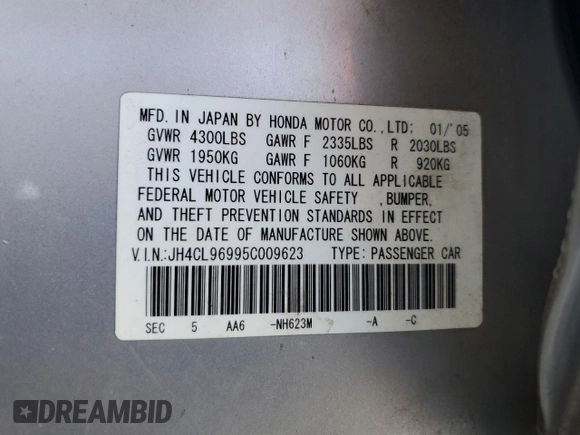 MFD. IN JAPAN BY HONDA MOTOR CO., LTD: 01/'05
GVWR 4300LBS GAWR F 2335LBS R 2030LBS
GVWR 1950KG GAWR F 1060KG R 920KG
THIS VEHICLE CONFORMS TO ALL APPLICABLE
FEDERAL MOTOR VEHICLE SAFETY ,BUMPER,
AND THEFT PREVENTION STANDARDS IN EFFECT
ON THE DATE OF MANUFACTURE SHOWN ABOVE.
V.I.N.:JH4CL96995C009623 TYPE: PASSENGER CAR
SEC 5 AA6 -NH623M -A -C
DREAMBID